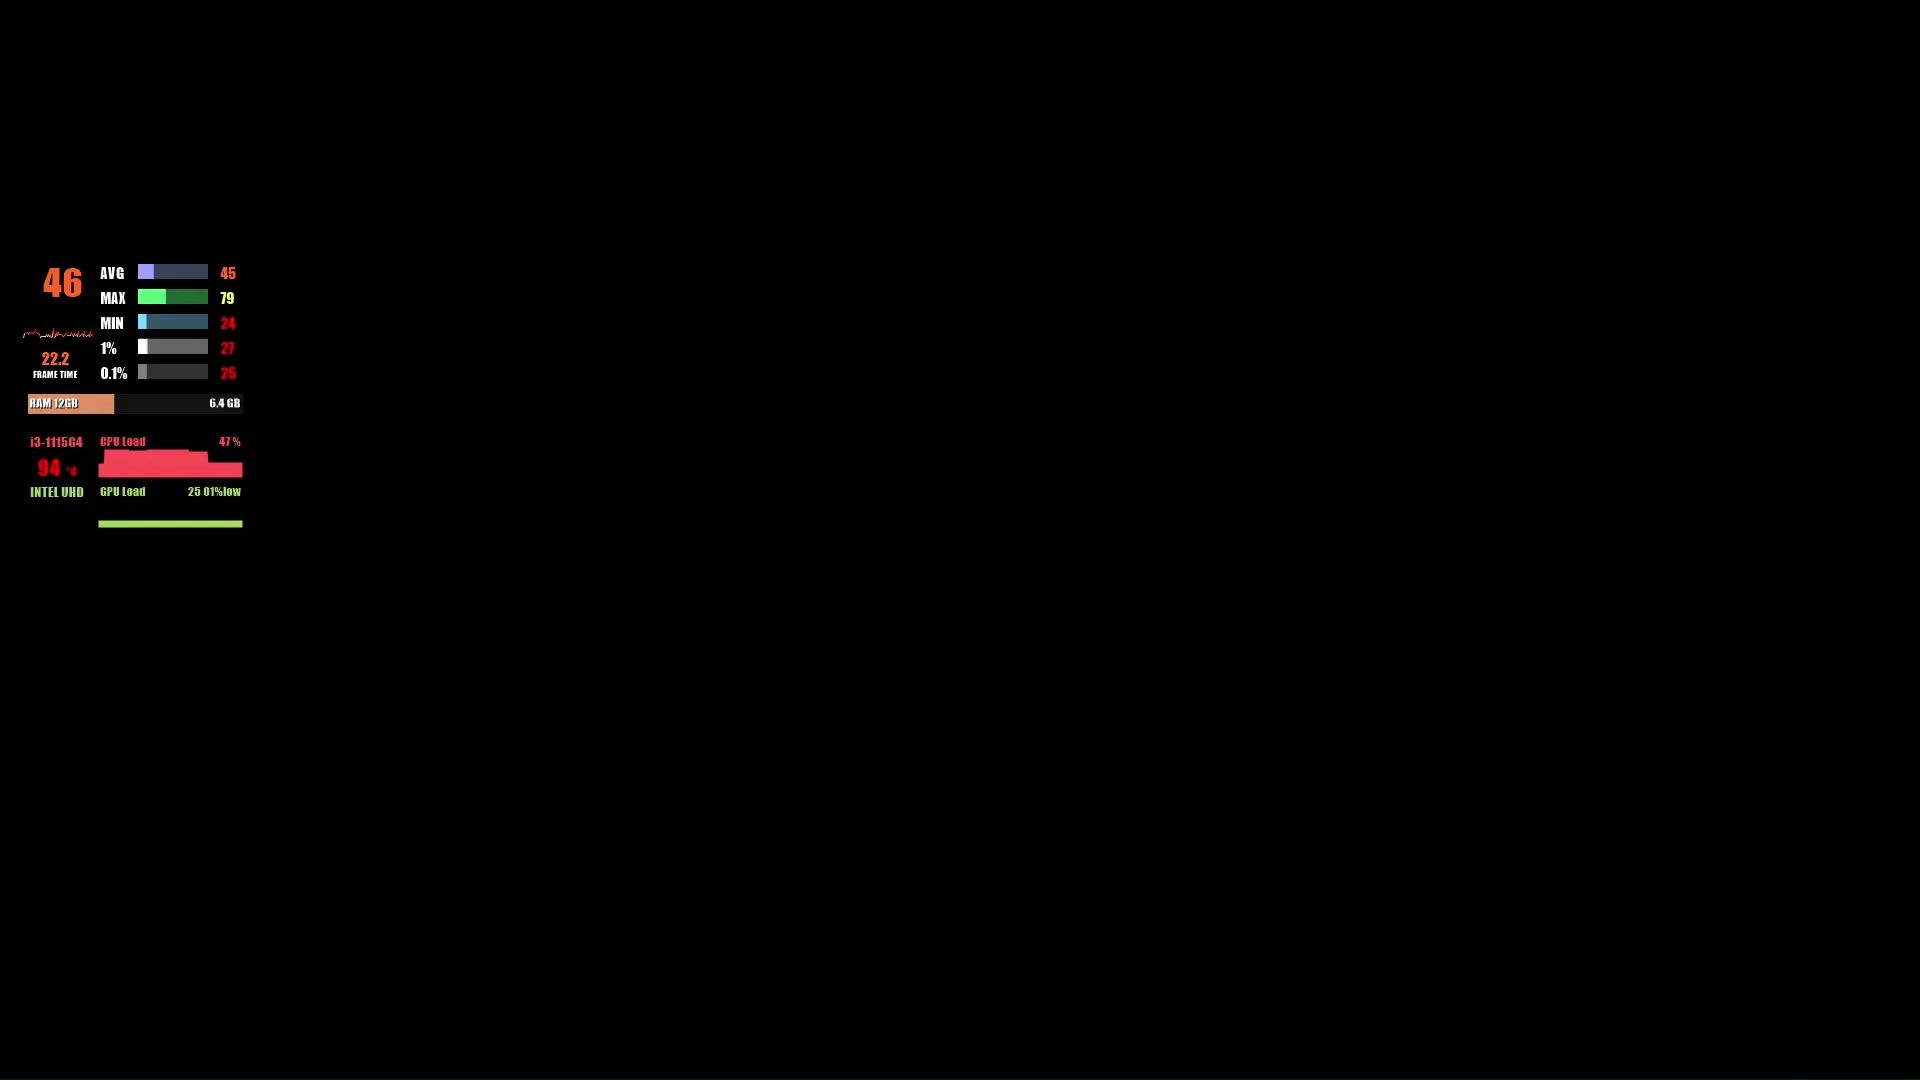 46
AVG 45
MAX 79
MIN 24
1% 27
0.1% 25
22.2
FRAME TIME
RAM 12GB 6.4 GB
i3-1115G4 CPU Load 47 %
94
INTEL UHD GPU Load 25 01%low